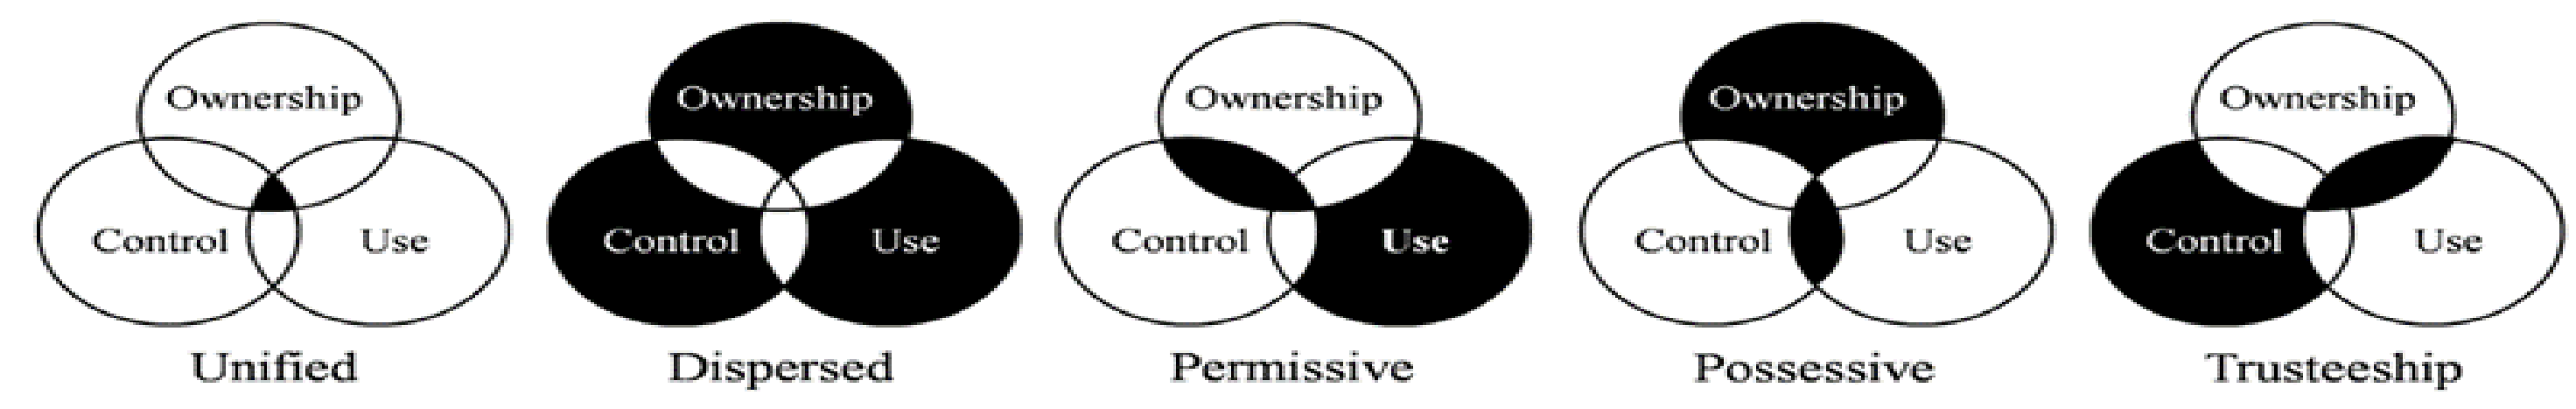 Ownership
Control Use
Unified
Ownership
Control Use
Dispersed
Ownership
Control Use
Permissive
Ownership
Control Use
Possessive
Ownership
Control Use
Trusteeship